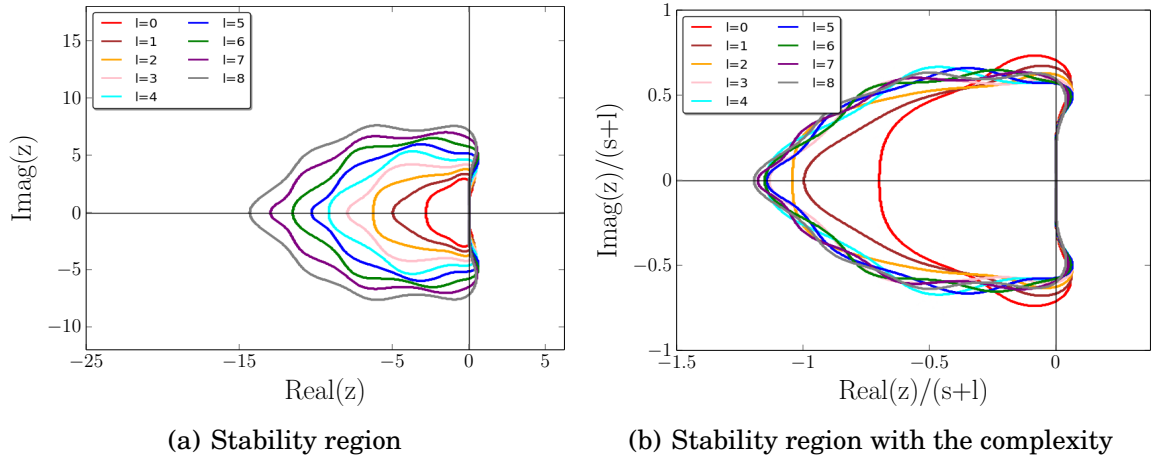 l=0 l=5
l=1 l=6
l=2 l=7
l=3 l=8
l=4
15
10
5
0
−5
−10
−25
−15
−5
0
5
Imag(z)
Real(z)
(a) Stability region
l=0 l=5
l=1 l=6
l=2 l=7
l=3 l=8
l=4
1
0.5
0
−0.5
−1
−1.5
−1
−0.5
0
Imag(z)/(s+l)
Real(z)/(s+l)
(b) Stability region with the complexity